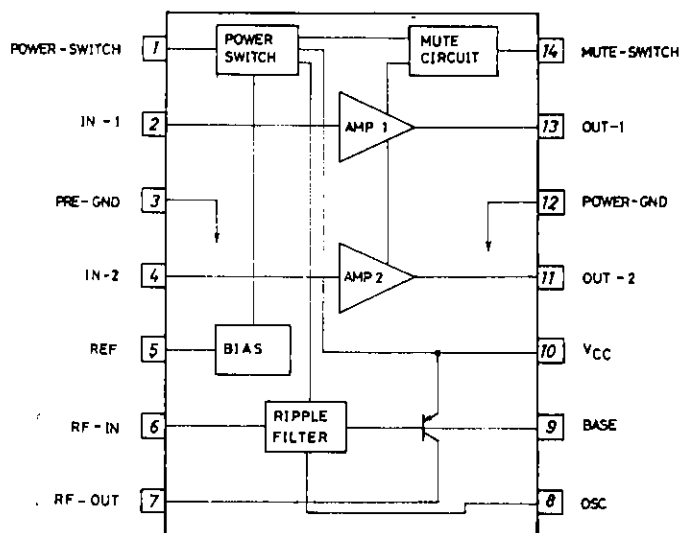 POWER-SWITCH 1 POWER SWITCH MUTE CIRCUIT 14 MUTE-SWITCH
IN-1 2 AMP 1 13 OUT-1
PRE-GND 3 12 POWER-GND
IN-2 4 AMP 2 11 OUT-2
REF 5 BIAS 10 VCC
RF-IN 6 RIPPLE FILTER 9 BASE
RF-OUT 7 8 OSC